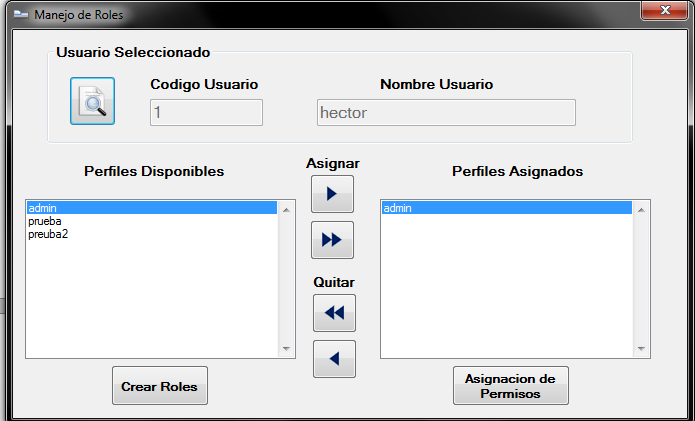 Manejo de Roles
Usuario Seleccionado
Codigo Usuario
Nombre Usuario
1
hector
Perfiles Disponibles
Asignar
Perfiles Asignados
admin
prueba
preuba2
admin
Quitar
Crear Roles
Asignacion de
Permisos